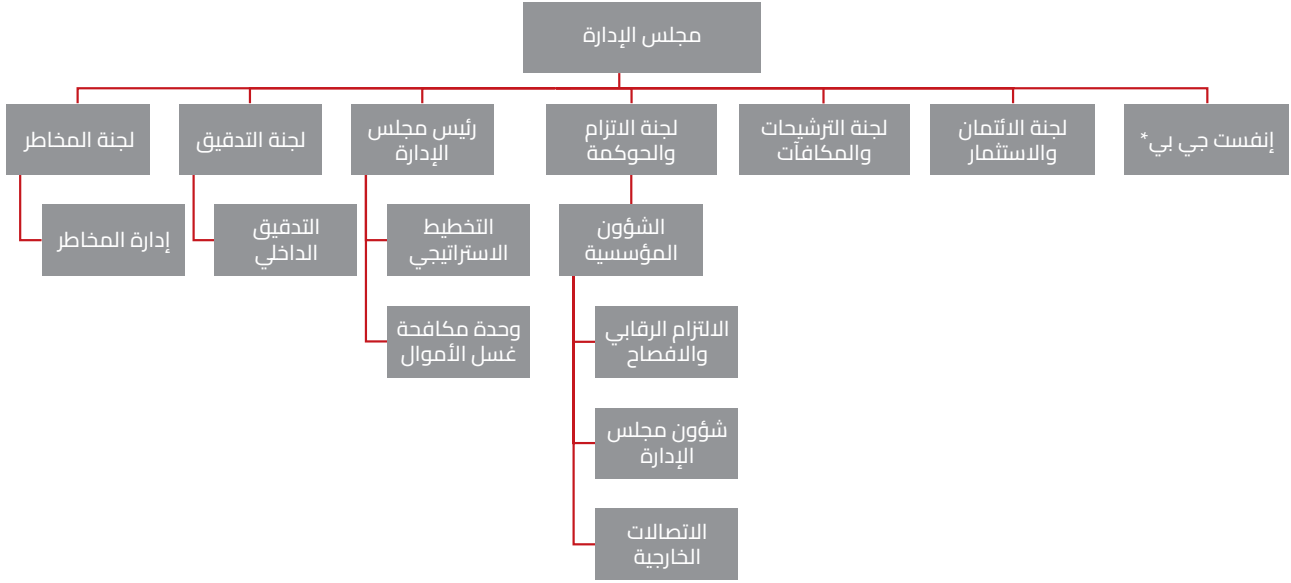 مجلس الإدارة
إنفست جي بي*
لجنة الائتمان
والاستثمار
لجنة الترشيحات
والمكافآت
لجنة الاتزام
والحوكمة
رئيس مجلس
الإدارة
لجنة التدقيق
لجنة المخاطر
الشؤون
المؤسسية
التخطيط
الاستراتيجي
التدقيق
الداخلي
إدارة المخاطر
الالتزام الرقابي
والافصاح
وحدة مكافحة
غسل الأموال
شؤون مجلس
الإدارة
الاتصالات
الخارجية